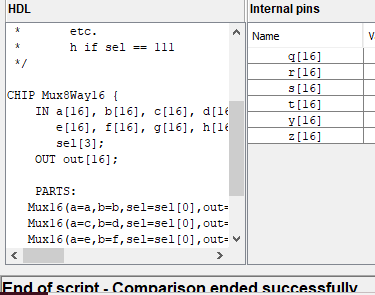 HDL
Internal pins
*       etc.
*       h if sel == 111
*/
CHIP Mux8Way16 {
IN a[16], b[16], c[16], d[16
e[16], f[16], g[16], h[16
sel[3];
OUT out[16];
PARTS:
Mux16(a=a,b=b,sel=sel[0],out=
Mux16(a=c,b=d,sel=sel[0],out=
Mux16(a=e,b=f,sel=sel[0],out=
Name
q[16]
r[16]
s[16]
t[16]
y[16]
z[16]
End of script - Comparison ended successfully